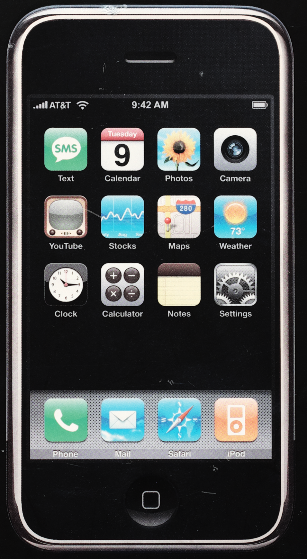 AT&T 9:42 AM
SMS Tuesday 280
9
Text Calendar Photos Camera
73°
YouTube Stocks Maps Weather
Clock Calculator Notes Settings
Phone Mail Safari iPod